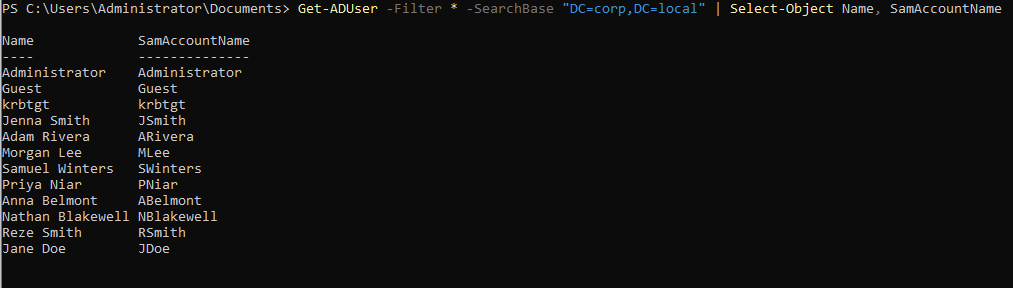 PS C:\Users\Administrator\Documents> Get-ADUser -Filter * -SearchBase "DC=corp,DC=local" | Select-Object Name, SamAccountName
Name              SamAccountName
----              --------------
Administrator     Administrator
Guest             Guest
krbtgt            krbtgt
Jenna Smith       JSmith
Adam Rivera       ARivera
Morgan Lee        MLee
Samuel Winters    SWinters
Priya Niar        PNiar
Anna Belmont      ABelmont
Nathan Blakewell  NBlakewell
Reze Smith        RSmith
Jane Doe          JDoe